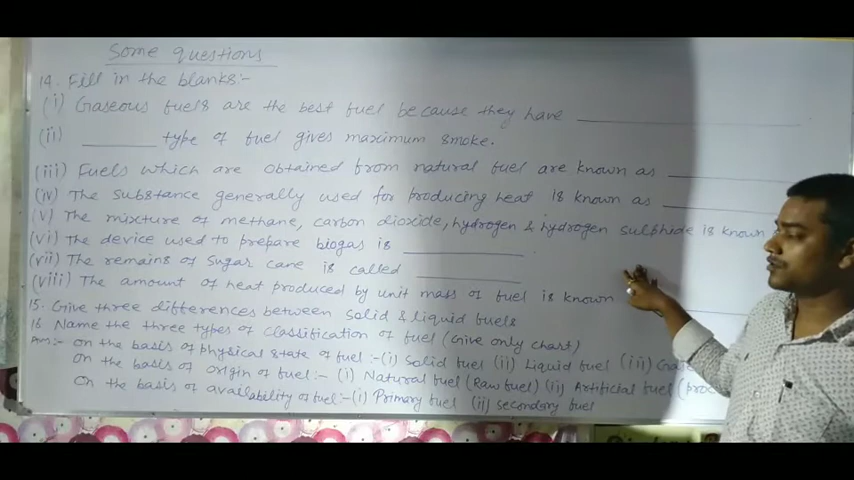 Some questions
14. Fill in the blanks:-
(i) Gaseous fuels are the best fuel because they have ________
(ii) ________ type of fuel gives maximum smoke.
(iii) Fuels which are obtained from natural fuel are known as ________
(iv) The substance generally used for producing heat is known as ________
(v) The mixture of methane, carbon dioxide, hydrogen & hydrogen sulphide is known
(vi) The device used to prepare biogas is ________
(vii) The remains of sugar cane is called ________
(viii) The amount of heat produced by unit mass of fuel is known
15. Give three differences between solid & liquid fuels
16 Name the three types of classification of fuel (Give only chart)
Ans:- on the basis of physical state of fuel:-(i) Solid fuel (ii) Liquid fuel (iii)
on the basis of origin of fuel:- (i) Natural fuel (Raw fuel) (ii) Artificial fuel
on the basis of availability of fuel:-(i) Primary fuel (ii) secondary fuel